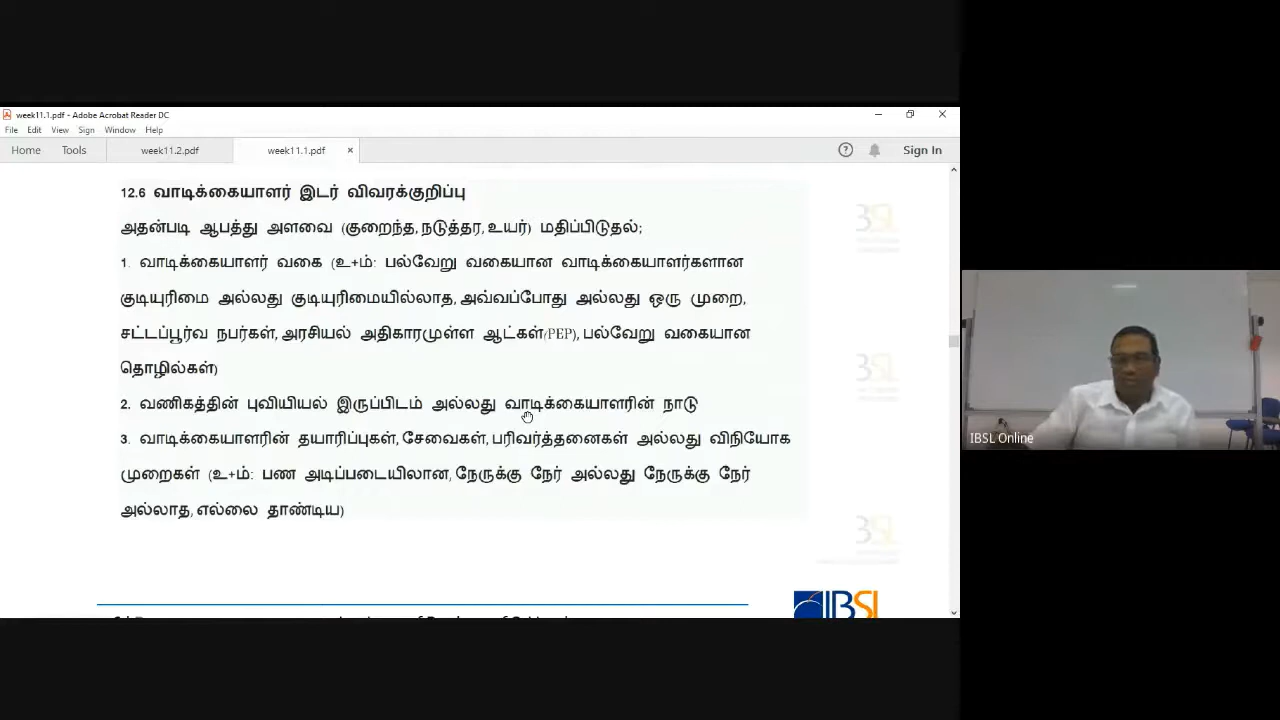 week11.1.pdf - Adobe Acrobat Reader DC
File Edit View Sign Window Help
Home Tools week11.2.pdf week11.1.pdf × Sign In
12.6 வாடிக்கையாளர் இடர் விவரக்குறிப்பு
அதன்படி ஆபத்து அளவை (குறைந்த, நடுத்தர, உயர்) மதிப்பிடுதல்;
1. வாடிக்கையாளர் வகை (உ+ம்: பல்வேறு வகையான வாடிக்கையாளர்களான
குடியுரிமை அல்லது குடியுரிமையில்லாத, அவ்வப்போது அல்லது ஒரு முறை,
சட்டப்பூர்வ நபர்கள், அரசியல் அதிகாரமுள்ள ஆட்கள்(PEP), பல்வேறு வகையான
தொழில்கள்)
2. வணிகத்தின் புவியியல் இருப்பிடம் அல்லது வாடிக்கையாளரின் நாடு
3. வாடிக்கையாளரின் தயாரிப்புகள், சேவைகள், பரிவர்த்தனைகள் அல்லது விநியோக
முறைகள் (உ+ம்: பண அடிப்படையிலான, நேருக்கு நேர் அல்லது நேருக்கு நேர்
அல்லாத, எல்லை தாண்டிய)
IBSL
IBSL Online